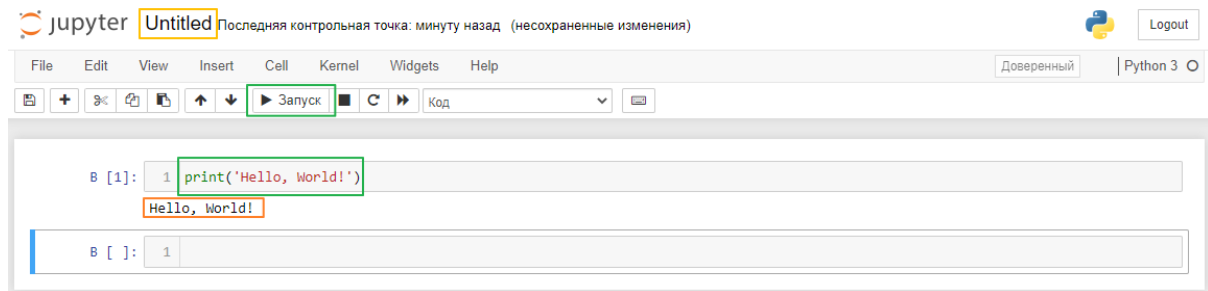 jupyter Untitled Последняя контрольная точка: минуту назад (несохраненные изменения) Logout
File Edit View Insert Cell Kernel Widgets Help Доверенный Python 3
Запуск Код
В [1]: 1 print('Hello, World!')
Hello, World!
В [ ]: 1